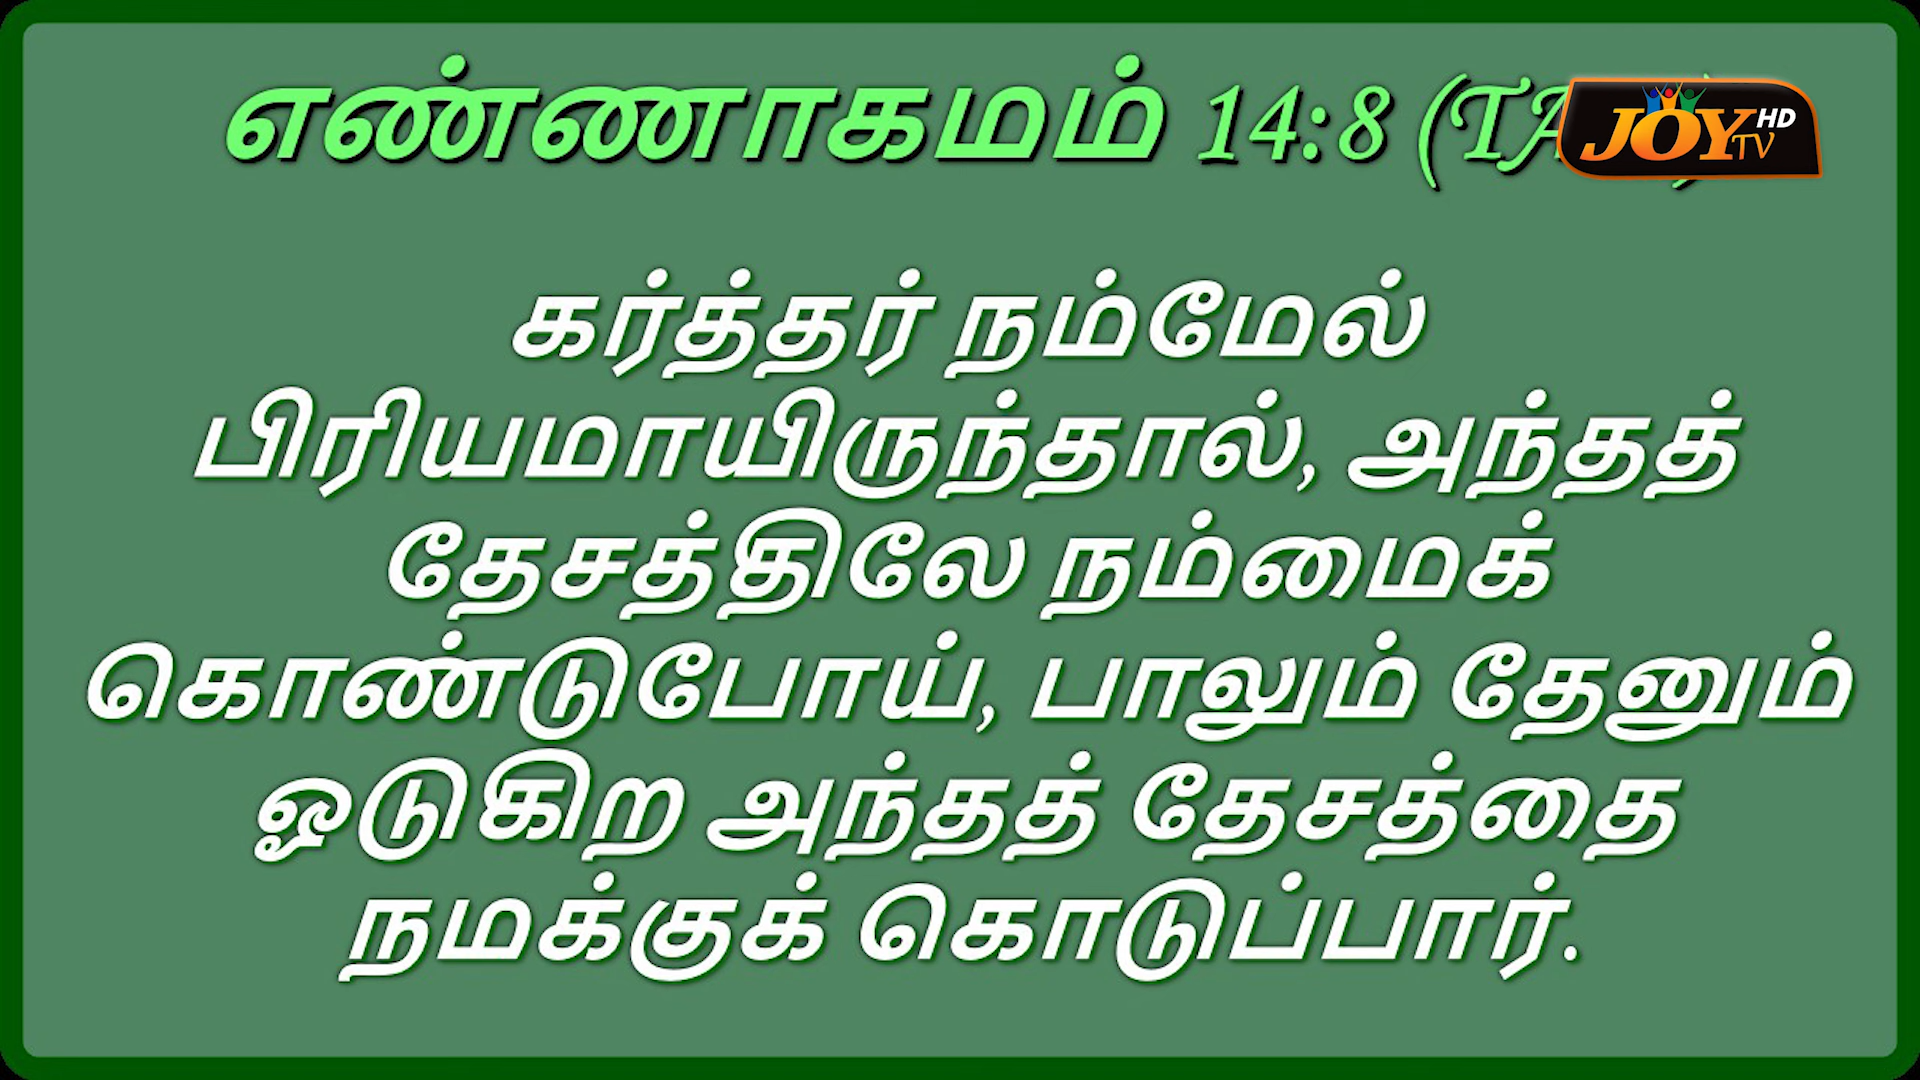 எண்ணாகமம் 14:8 (TA
JOY TV HD
கர்த்தர் நம்மேல்
பிரியமாயிருந்தால், அந்தத்
தேசத்திலே நம்மைக்
கொண்டுபோய், பாலும் தேனும்
ஓடுகிற அந்தத் தேசத்தை
நமக்குக் கொடுப்பார்.